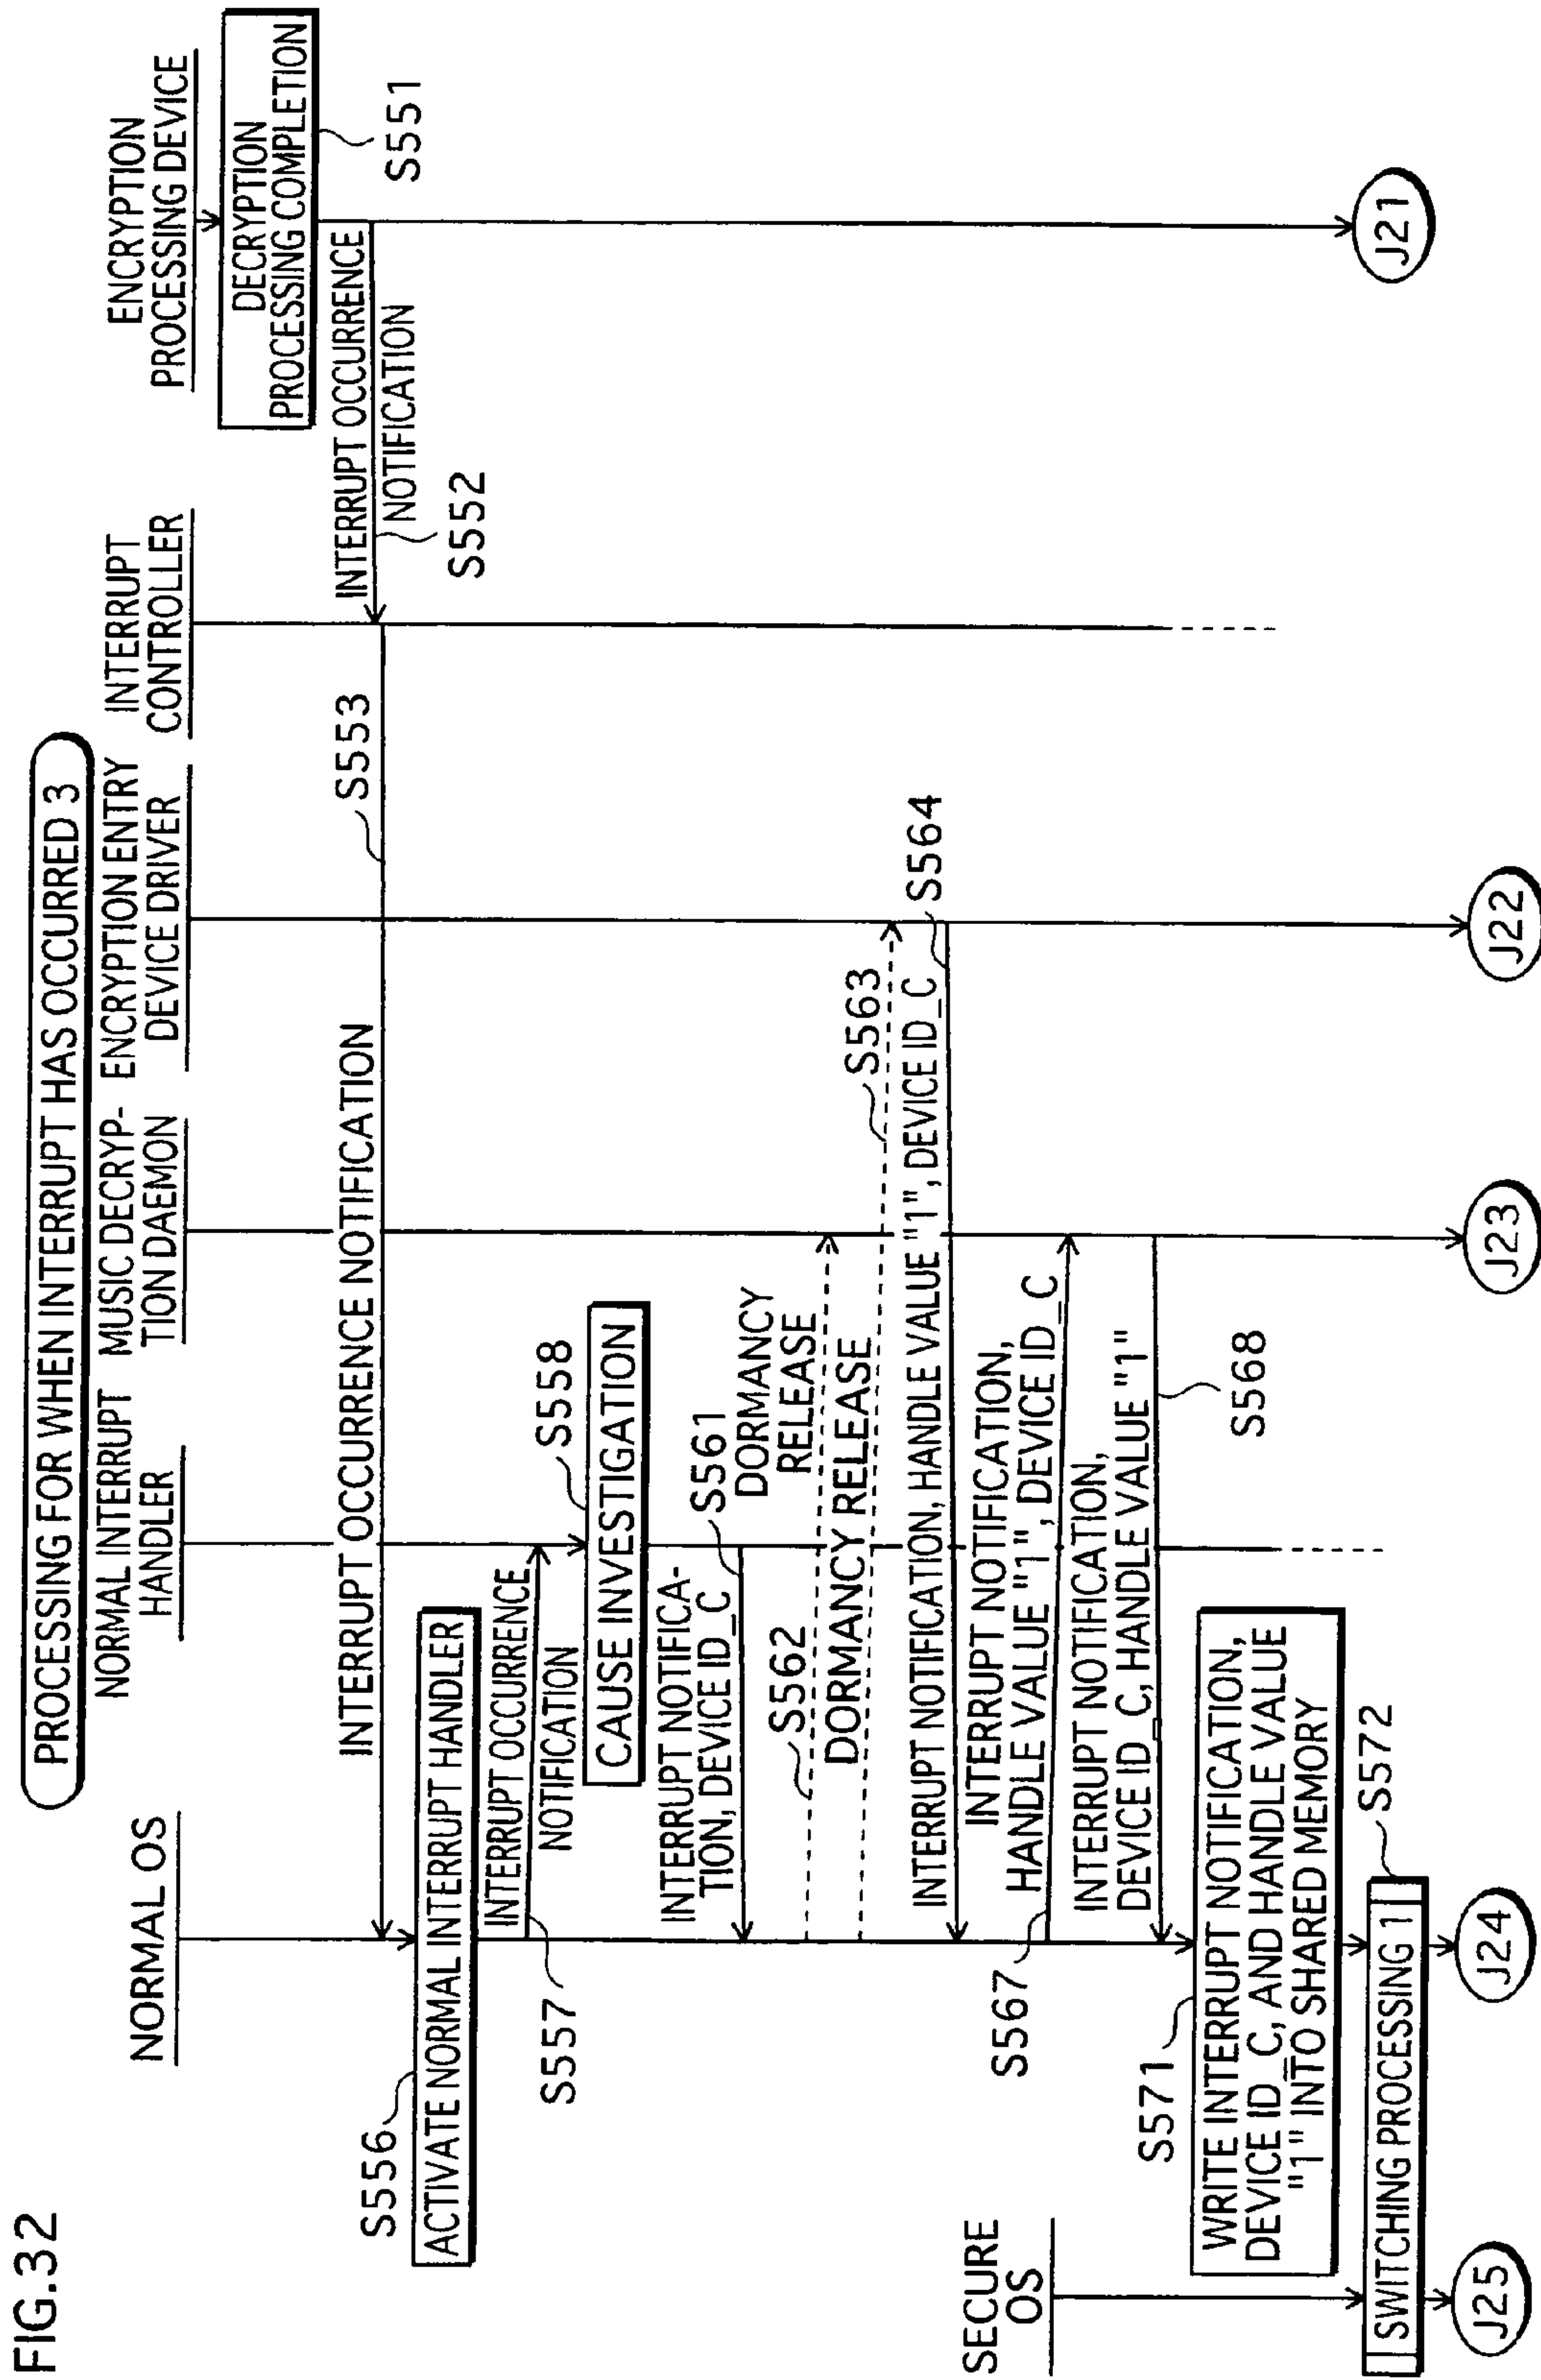 FIG.32
PROCESSING FOR WHEN INTERRUPT HAS OCCURRED 3
SECURE
OS
NORMAL OS
NORMAL INTERRUPT
HANDLER
MUSIC DECRYP-
TION DAEMON
ENCRYPTION ENTRY
DEVICE DRIVER
INTERRUPT
CONTROLLER
ENCRYPTION
PROCESSING DEVICE
DECRYPTION
PROCESSING COMPLETION
S551
INTERRUPT OCCURRENCE
NOTIFICATION
S552
INTERRUPT OCCURRENCE NOTIFICATION
S553
S556
ACTIVATE NORMAL INTERRUPT HANDLER
INTERRUPT OCCURRENCE
NOTIFICATION
S557
S558
CAUSE INVESTIGATION
INTERRUPT NOTIFICA-
TION, DEVICE ID_C
S561
DORMANCY
RELEASE
S562
DORMANCY RELEASE
S563
INTERRUPT NOTIFICATION, HANDLE VALUE "1", DEVICE ID_C
S564
INTERRUPT NOTIFICATION,
HANDLE VALUE "1", DEVICE ID_C
S567
INTERRUPT NOTIFICATION,
DEVICE ID_C, HANDLE VALUE "1"
S568
S571
WRITE INTERRUPT NOTIFICATION,
DEVICE ID_C, AND HANDLE VALUE
"1" INTO SHARED MEMORY
S572
SWITCHING PROCESSING 1
J25
J24
J23
J22
J21